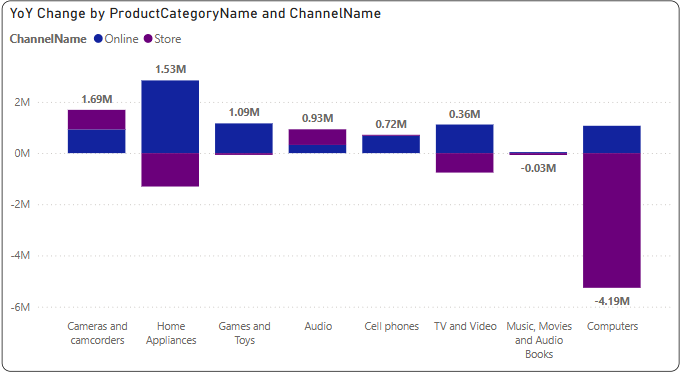 YoY Change by ProductCategoryName and ChannelName
ChannelName Online Store
2M
0M
-2M
-4M
-6M
1.69M
1.53M
1.09M
0.93M
0.72M
0.36M
-0.03M
-4.19M
Cameras and
camcorders
Home
Appliances
Games and
Toys
Audio
Cell phones
TV and Video
Music, Movies
and Audio
Books
Computers